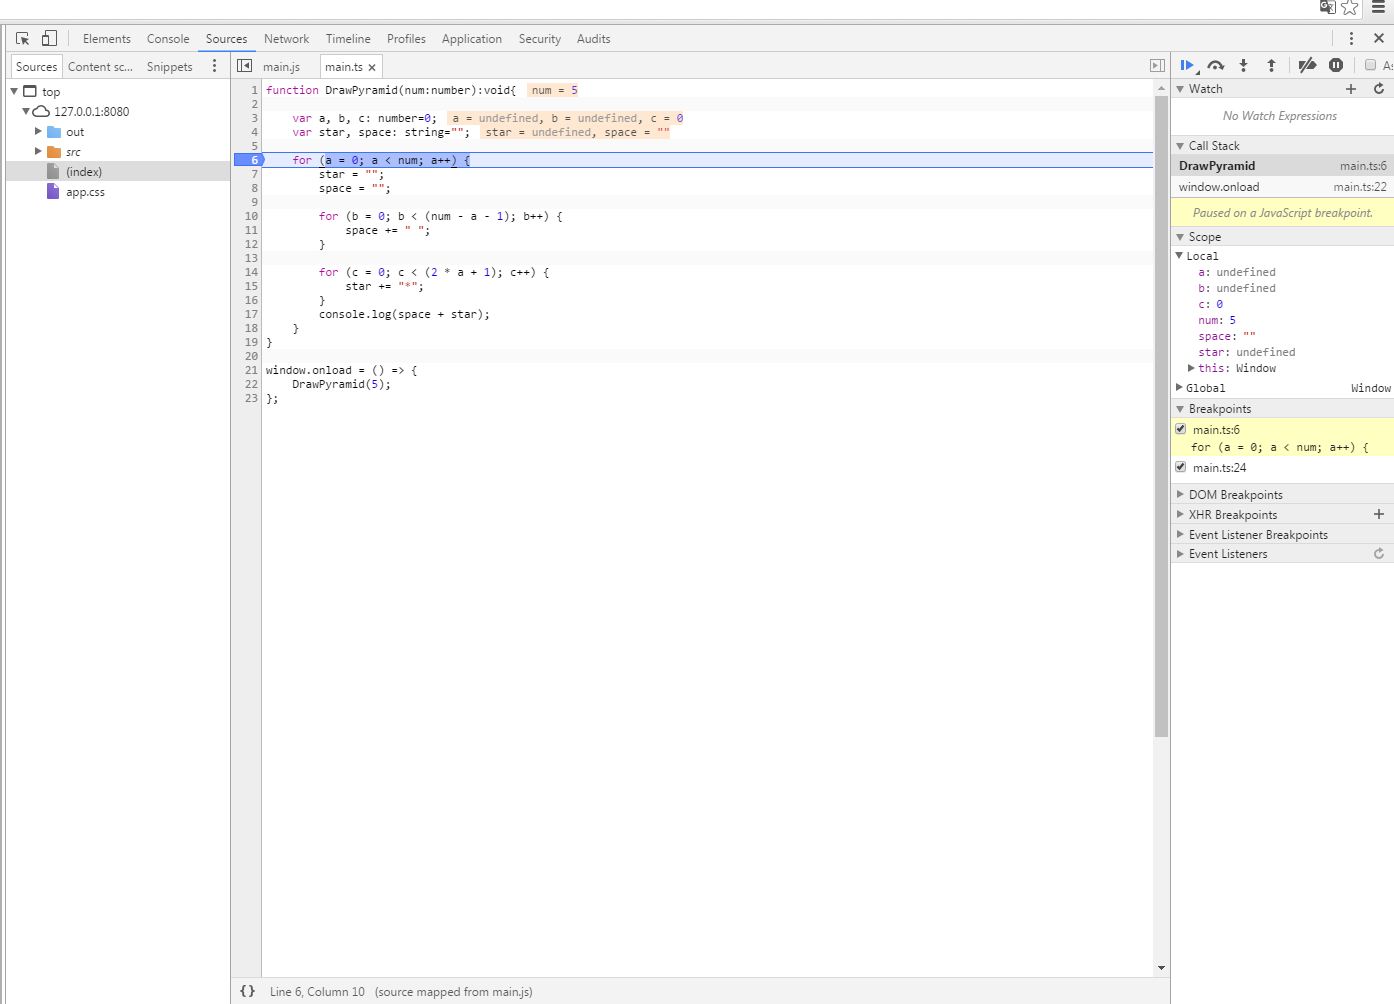 Elements Console Sources Network Timeline Profiles Application Security Audits
Sources Content sc... Snippets
main.js main.ts
top
127.0.0.1:8080
out
src
(index)
app.css
1 function DrawPyramid(num:number):void{ num = 5
2
3 var a, b, c: number=0; a = undefined, b = undefined, c = 0
4 var star, space: string=""; star = undefined, space = ""
5
6 for (a = 0; a < num; a++) {
7 star = "";
8 space = "";
9
10 for (b = 0; b < (num - a - 1); b++) {
11 space += " ";
12 }
13
14 for (c = 0; c < (2 * a + 1); c++) {
15 star += "*";
16 }
17 console.log(space + star);
18 }
19 }
20
21 window.onload = () => {
22 DrawPyramid(5);
23 };
{} Line 6, Column 10 (source mapped from main.js)
As
Watch
No Watch Expressions
Call Stack
DrawPyramid main.ts:6
window.onload main.ts:22
Paused on a JavaScript breakpoint.
Scope
Local
a: undefined
b: undefined
c: 0
num: 5
space: ""
star: undefined
this: Window
Global Window
Breakpoints
main.ts:6
for (a = 0; a < num; a++) {
main.ts:24
DOM Breakpoints
XHR Breakpoints
Event Listener Breakpoints
Event Listeners